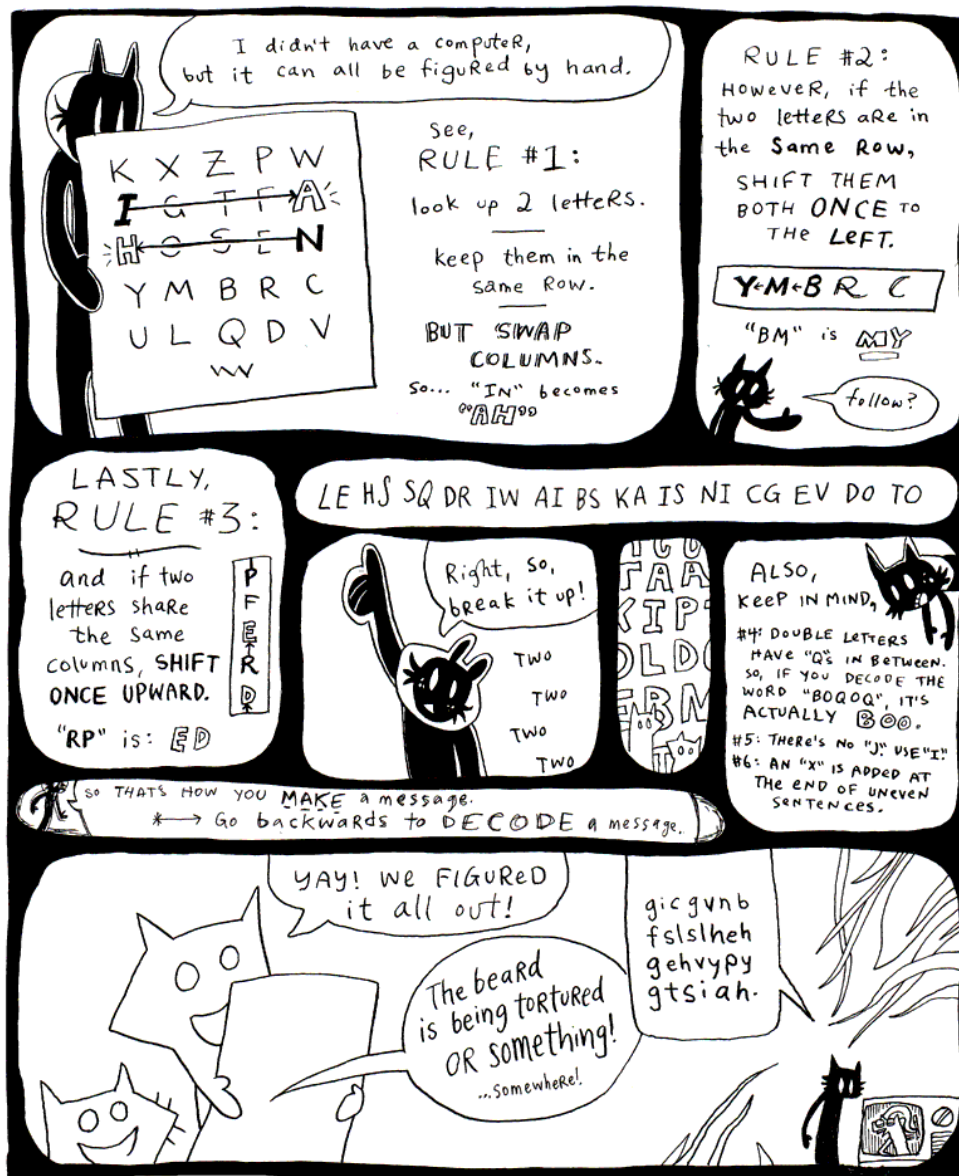 I didn't have a computer,
but it can all be figured by hand.
K X Z P W
I G T F A
H O S E N
Y M B R C
U L Q D V
See,
RULE #1:
look up 2 letters.
keep them in the
same row.
BUT SWAP
COLUMNS.
So... "IN" becomes
"AH"
RULE #2:
However, if the
two letters are in
the Same Row,
SHIFT THEM
BOTH ONCE TO
THE LEFT.
Y←M←B R C
"BM" is MY
follow?
LASTLY,
RULE #3:
and if two
letters share
the same
columns, SHIFT
ONCE UPWARD.
"RP" is: ED
P
F
E
R
D
LE HS SQ DR IW AI BS KA IS NI CG EV DO TO
Right, So,
break it up!
TWO
TWO
TWO
TWO
TAA
KIP
OLD
EBM
ALSO,
KEEP IN MIND,
#4: DOUBLE LETTERS
HAVE "Q"s IN BETWEEN.
SO, IF YOU DECODE THE
WORD "BOQOQ", IT'S
ACTUALLY BOO.
#5: THERE'S NO "J". USE "I".
#6: AN "X" IS ADDED AT
THE END OF UNEVEN
SENTENCES.
SO THAT'S HOW YOU MAKE a message.
*→ Go backwards to DECODE a message.
YAY! WE FIGUReD
it all out!
The beard
is being toRtuRed
OR something!
...somewhere!
gicgvnb
fslslheh
gehvypy
gtsiah.